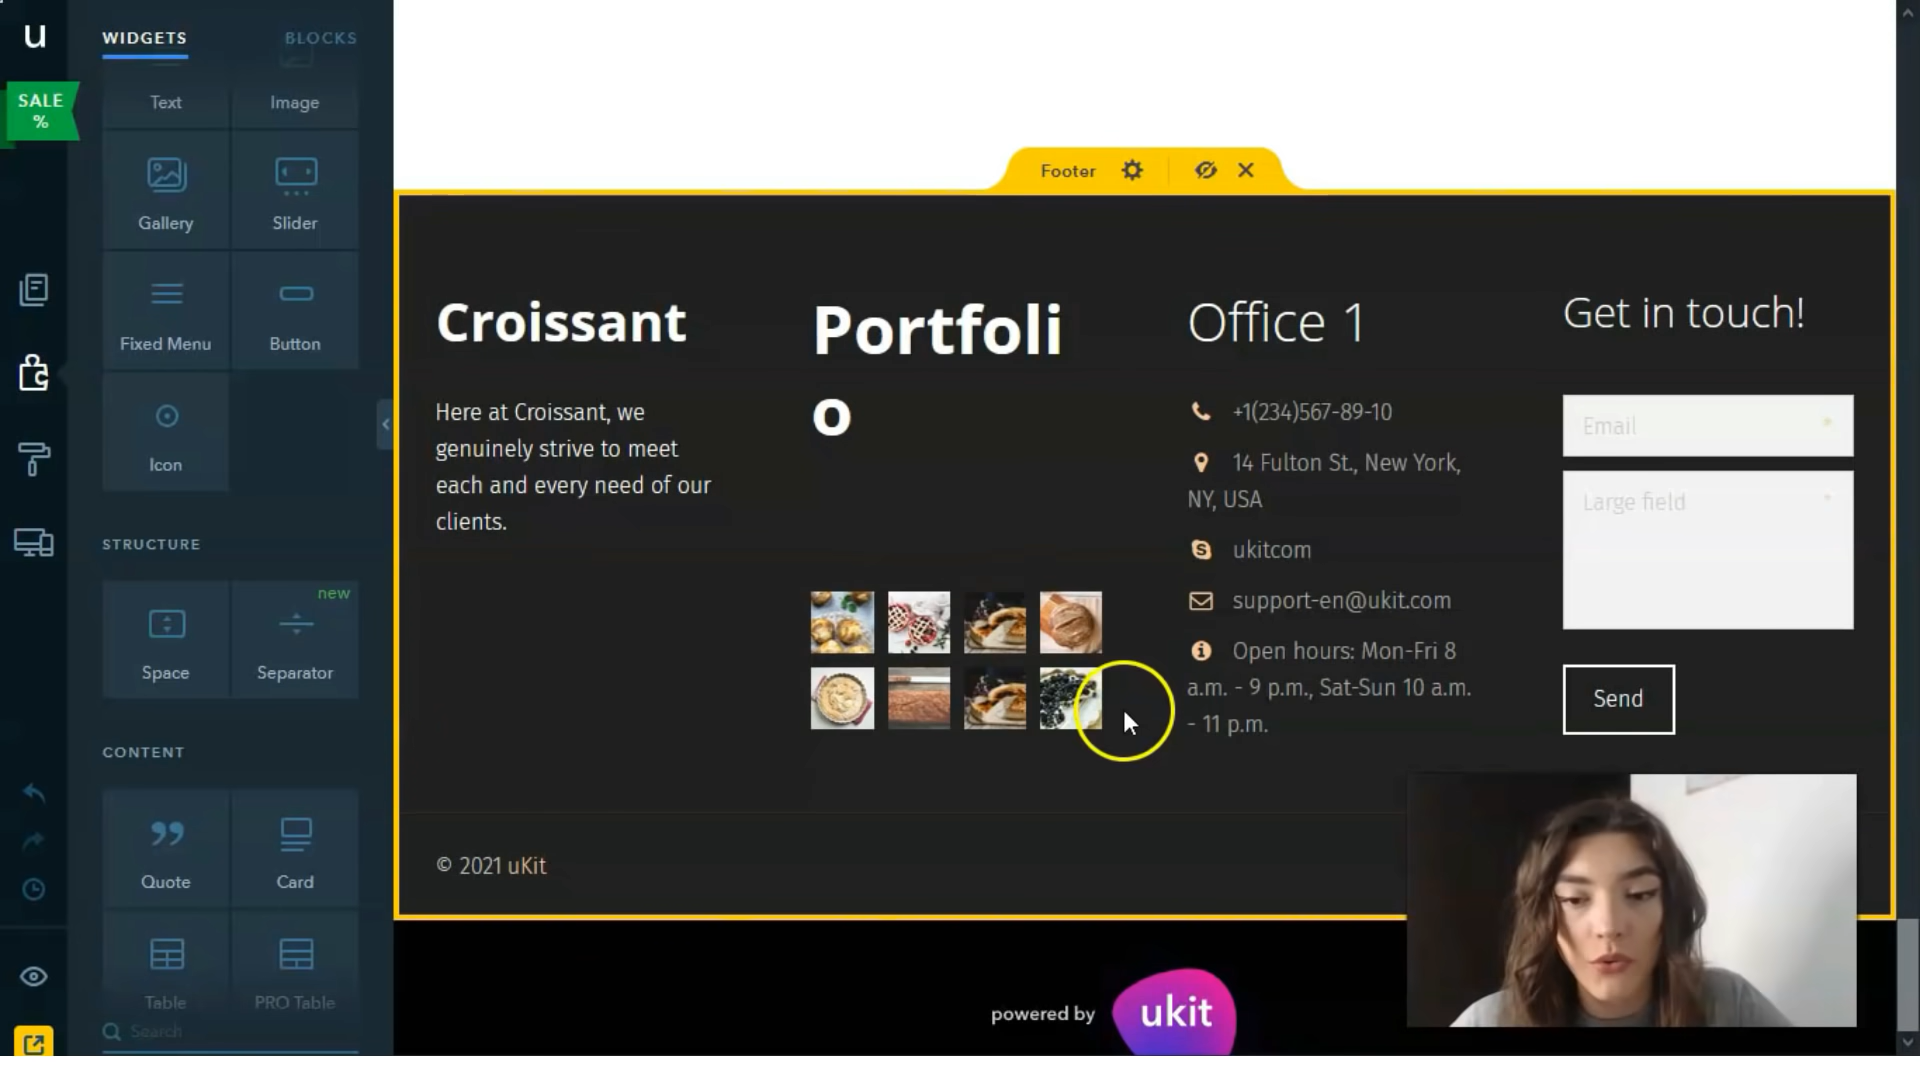 u
WIDGETS
BLOCKS
SALE
%
Text
Image
Gallery
Slider
Fixed Menu
Button
Icon
STRUCTURE
new
Space
Separator
CONTENT
Quote
Card
Table
PRO Table
Search
Footer
Croissant
Here at Croissant, we
genuinely strive to meet
each and every need of our
clients.
Portfoli
o
Office 1
+1(234)567-89-10
14 Fulton St., New York,
NY, USA
ukitcom
support-en@ukit.com
Open hours: Mon-Fri 8
a.m. - 9 p.m., Sat-Sun 10 a.m.
- 11 p.m.
Get in touch!
Email *
Large field *
Send
© 2021 uKit
powered by
ukit